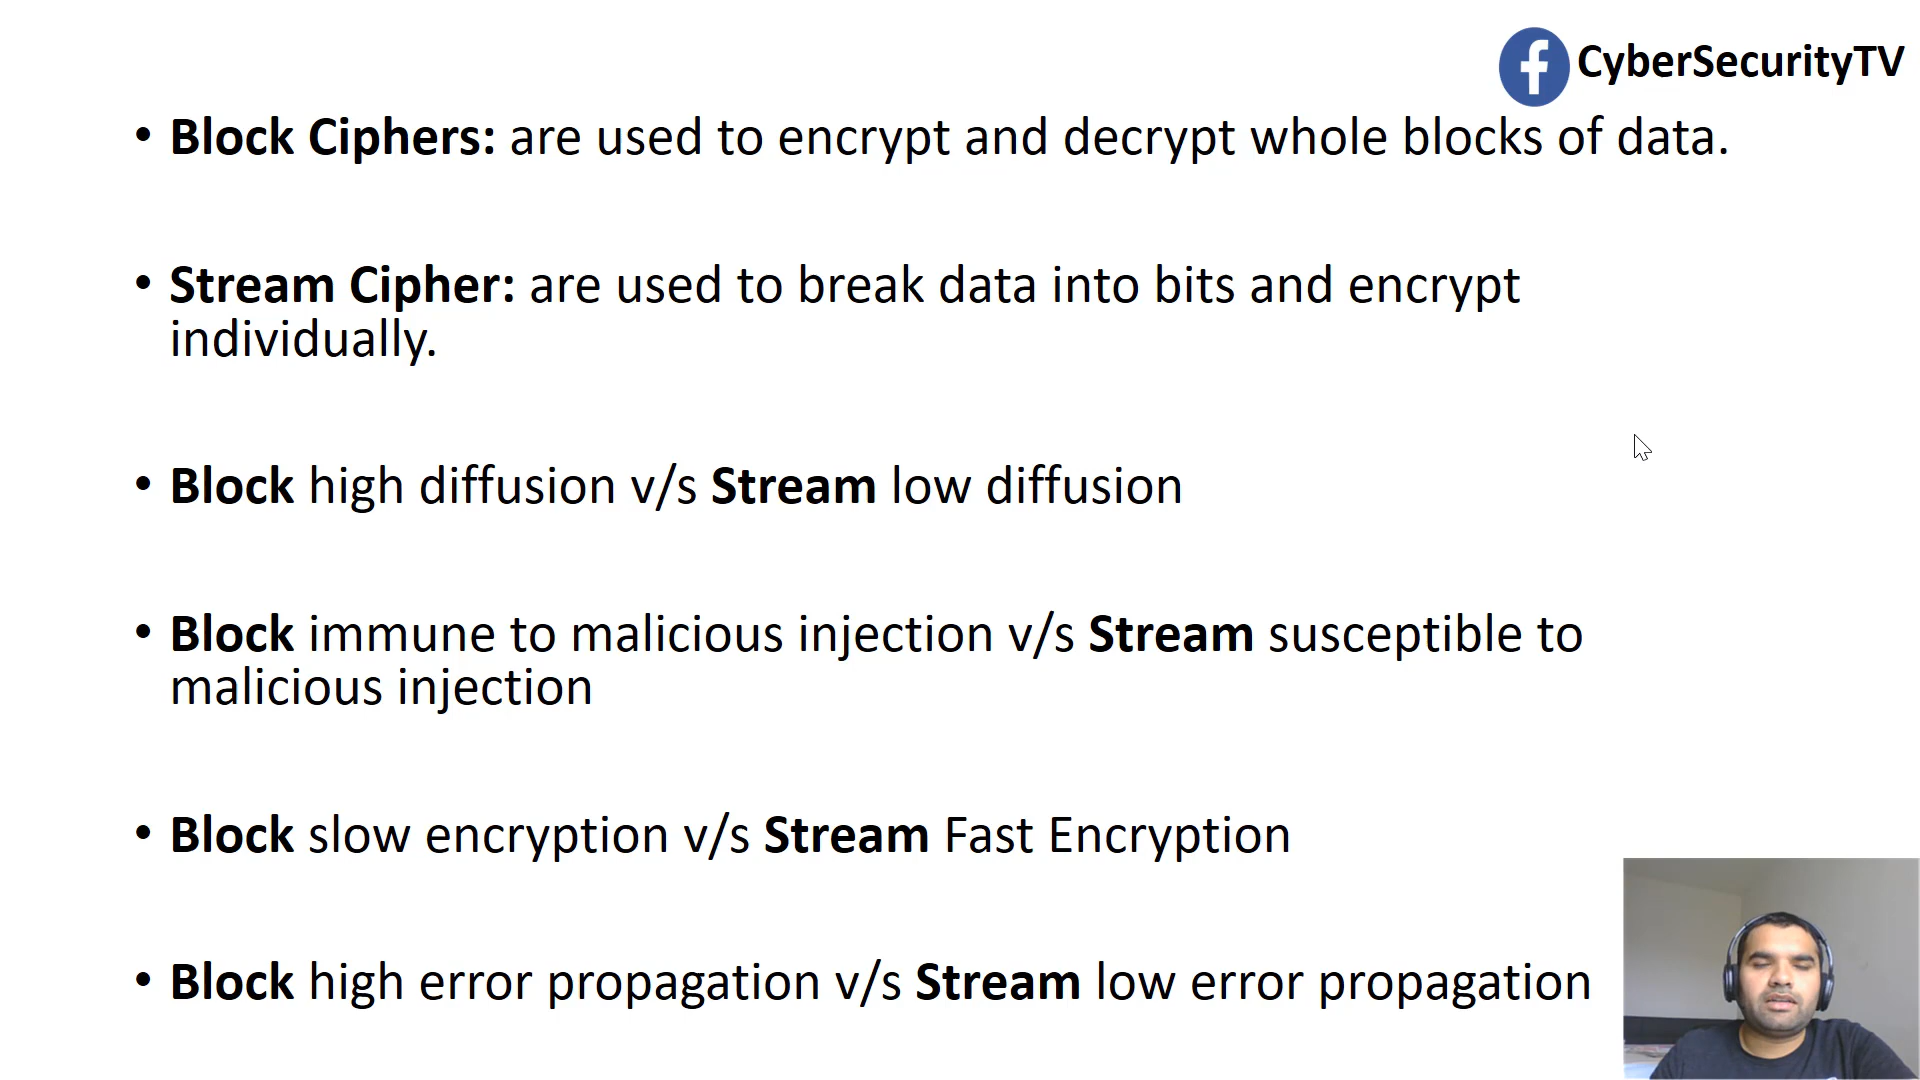 CyberSecurityTV
• Block Ciphers: are used to encrypt and decrypt whole blocks of data.
• Stream Cipher: are used to break data into bits and encrypt
individually.
• Block high diffusion v/s Stream low diffusion
• Block immune to malicious injection v/s Stream susceptible to
malicious injection
• Block slow encryption v/s Stream Fast Encryption
• Block high error propagation v/s Stream low error propagation